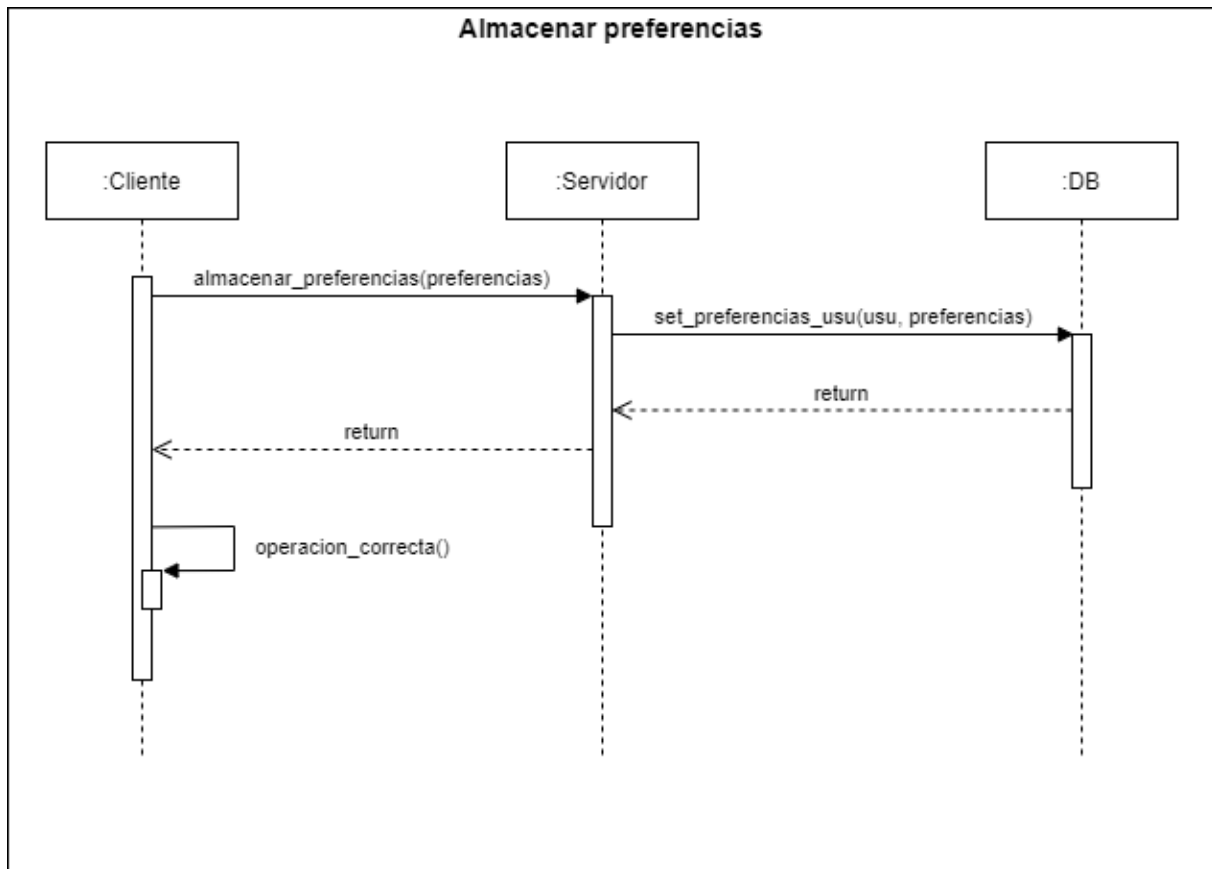 Almacenar preferencias
:Cliente
:Servidor
:DB
almacenar_preferencias(preferencias)
set_preferencias_usu(usu, preferencias)
return
return
operacion_correcta()